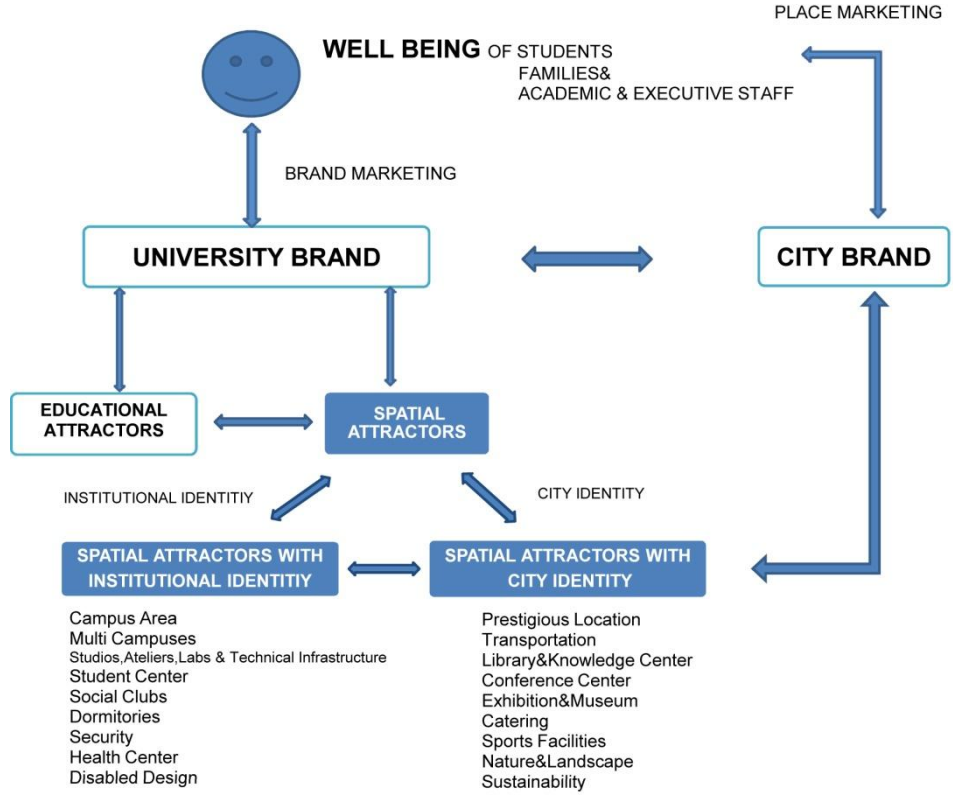 PLACE MARKETING
WELL BEING OF STUDENTS
FAMILIES&
ACADEMIC & EXECUTIVE STAFF
BRAND MARKETING
UNIVERSITY BRAND
CITY BRAND
EDUCATIONAL
ATTRACTORS
SPATIAL
ATTRACTORS
INSTITUTIONAL IDENTITIY
CITY IDENTITY
SPATIAL ATTRACTORS WITH
INSTITUTIONAL IDENTITIY
SPATIAL ATTRACTORS WITH
CITY IDENTITY
Campus Area
Multi Campuses
Studios,Ateliers,Labs & Technical Infrastructure
Student Center
Social Clubs
Dormitories
Security
Health Center
Disabled Design
Prestigious Location
Transportation
Library&Knowledge Center
Conference Center
Exhibition&Museum
Catering
Sports Facilities
Nature&Landscape
Sustainability